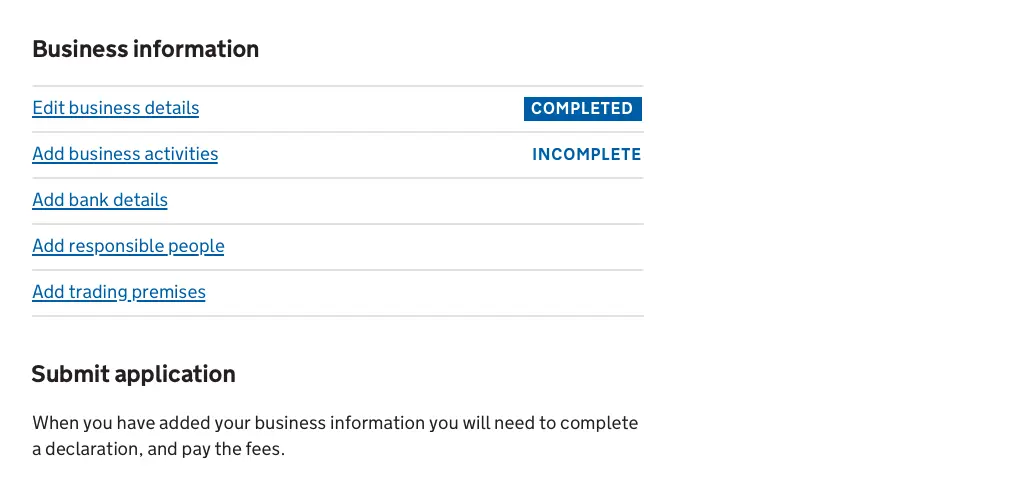 Business information
Edit business details COMPLETED
Add business activities INCOMPLETE
Add bank details
Add responsible people
Add trading premises
Submit application
When you have added your business information you will need to complete
a declaration, and pay the fees.